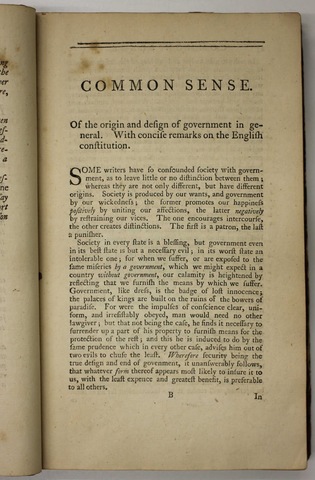 COMMON SENSE.
Of the origin and deſign of government in ge-
neral. With conciſe remarks on the Engliſh
conſtitution.
SOME writers have ſo confounded ſociety with govern-
ment, as to leave little or no diſtinction between them;
whereas they are not only different, but have different
origins. Society is produced by our wants, and government
by our wickedneſs; the former promotes our happineſs
poſitively by uniting our affections, the latter negatively
by reſtraining our vices. The one encourages intercourſe,
the other creates diſtinctions. The firſt is a patron, the laſt
a puniſher.
Society in every ſtate is a bleſſing, but government even
in its beſt ſtate is but a neceſſary evil; in its worſt ſtate an
intolerable one; for when we ſuffer, or are expoſed to the
ſame miſeries by a government, which we might expect in a
country without government, our calamity is heightened by
reflecting that we furniſh the means by which we ſuffer.
Government, like dreſs, is the badge of loſt innocence;
the palaces of kings are built on the ruins of the bowers of
paradiſe. For were the impulſes of conſcience clear, uni-
form, and irreſiſtably obeyed, man would need no other
lawgiver; but that not being the caſe, he finds it neceſſary to
ſurrender up a part of his property to furniſh means for the
protection of the reſt; and this he is induced to do by the
ſame prudence which in every other caſe, adviſes him out of
two evils to chuſe the leaſt. Wherefore ſecurity being the
true deſign and end of government, it unanſwerably follows,
that whatever form thereof appears moſt likely to inſure it to
us, with the leaſt expence and greateſt benefit, is preferable
to all others.
B In